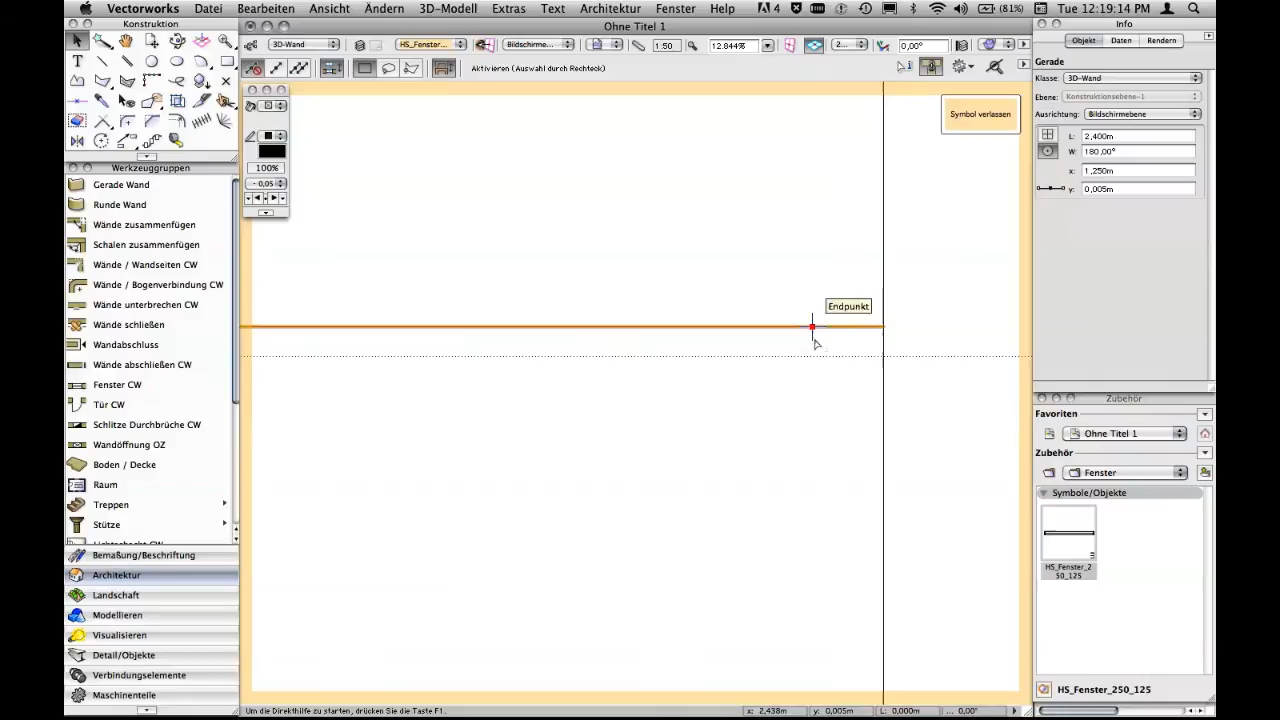 Vectorworks Datei Bearbeiten Ansicht Ändern 3D-Modell Extras Text Architektur Fenster Hilfe 4 (81%) Tue 12:19:14 PM
Konstruktion
Ohne Titel 1
Info
3D-Wand HS_Fenster... Bildschirme... 1:50 12.844% 2... 0,00°
Aktivieren (Auswahl durch Rechteck)
Objekt Daten Rendern
Gerade
Klasse: 3D-Wand
Ebene: Konstruktionsebene-1
Ausrichtung: Bildschirmebene
L: 2,400m
W: 180,00°
x: 1,250m
y: 0,005m
Symbol verlassen
100%
0,05
Werkzeuggruppen
Gerade Wand
Runde Wand
Wände zusammenfügen
Schalen zusammenfügen
Wände / Wandseiten CW
Wände / Bogenverbindung CW
Wände unterbrechen CW
Wände schließen
Wandabschluss
Wände abschließen CW
Fenster CW
Tür CW
Schlitze Durchbrüche CW
Wandöffnung OZ
Boden / Decke
Raum
Treppen
Stütze
Lichtschacht CW
Bemaßung/Beschriftung
Architektur
Landschaft
Modellieren
Visualisieren
Detail/Objekte
Verbindungselemente
Maschinenteile
Endpunkt
Zubehör
Favoriten
Ohne Titel 1
Zubehör
Fenster
Symbole/Objekte
HS_Fenster_2
50_125
HS_Fenster_250_125
Um die Direkthilfe zu starten, drücken Sie die Taste F1. x: 2,438m y: 0,005m L: 0,000m ... 0,00°